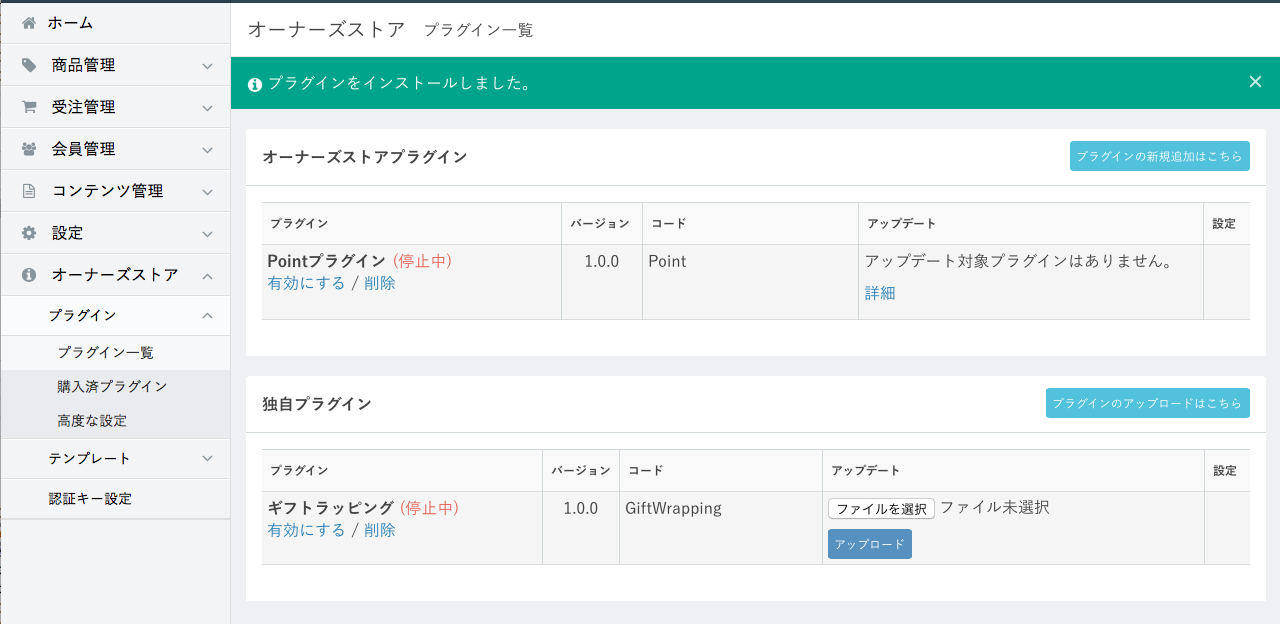 ホーム
商品管理
受注管理
会員管理
コンテンツ管理
設定
オーナーズストア
プラグイン
プラグイン一覧
購入済プラグイン
高度な設定
テンプレート
認証キー設定
オーナーズストア プラグイン一覧
プラグインをインストールしました。
オーナーズストアプラグイン
プラグインの新規追加はこちら
プラグイン バージョン コード アップデート 設定
Pointプラグイン (停止中) 1.0.0 Point アップデート対象プラグインはありません。
有効にする / 削除
詳細
独自プラグイン
プラグインのアップロードはこちら
プラグイン バージョン コード アップデート 設定
ギフトラッピング (停止中) 1.0.0 GiftWrapping ファイルを選択 ファイル未選択
有効にする / 削除
アップロード